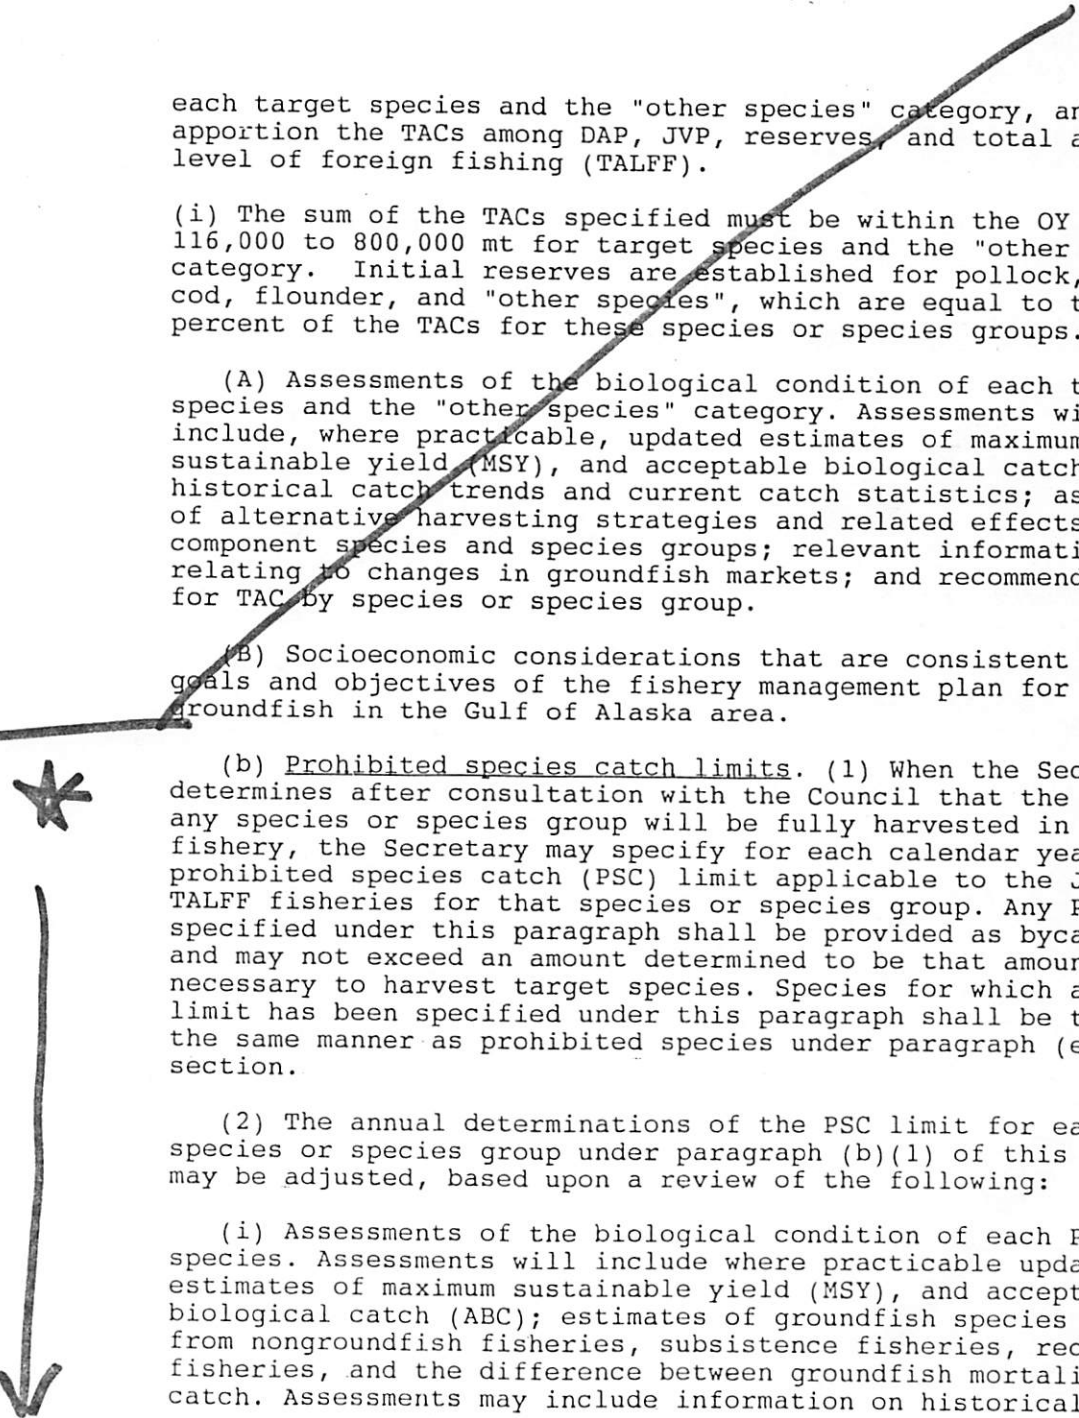 each target species and the "other species" category, an
apportion the TACs among DAP, JVP, reserves, and total a
level of foreign fishing (TALFF).
(i) The sum of the TACs specified must be within the OY
116,000 to 800,000 mt for target species and the "other
category. Initial reserves are established for pollock,
cod, flounder, and "other species", which are equal to t
percent of the TACs for these species or species groups.
(A) Assessments of the biological condition of each t
species and the "other species" category. Assessments wi
include, where practicable, updated estimates of maximum
sustainable yield (MSY), and acceptable biological catch
historical catch trends and current catch statistics; as
of alternative harvesting strategies and related effects
component species and species groups; relevant informati
relating to changes in groundfish markets; and recommend
for TAC by species or species group.
(B) Socioeconomic considerations that are consistent
goals and objectives of the fishery management plan for
groundfish in the Gulf of Alaska area.
(b) Prohibited species catch limits. (1) When the Sec
determines after consultation with the Council that the
any species or species group will be fully harvested in
fishery, the Secretary may specify for each calendar yea
prohibited species catch (PSC) limit applicable to the J
TALFF fisheries for that species or species group. Any P
specified under this paragraph shall be provided as byca
and may not exceed an amount determined to be that amoun
necessary to harvest target species. Species for which a
limit has been specified under this paragraph shall be t
the same manner as prohibited species under paragraph (e
section.
(2) The annual determinations of the PSC limit for ea
species or species group under paragraph (b)(1) of this
may be adjusted, based upon a review of the following:
(i) Assessments of the biological condition of each P
species. Assessments will include where practicable upda
estimates of maximum sustainable yield (MSY), and accept
biological catch (ABC); estimates of groundfish species
from nongroundfish fisheries, subsistence fisheries, rec
fisheries, and the difference between groundfish mortali
catch. Assessments may include information on historical